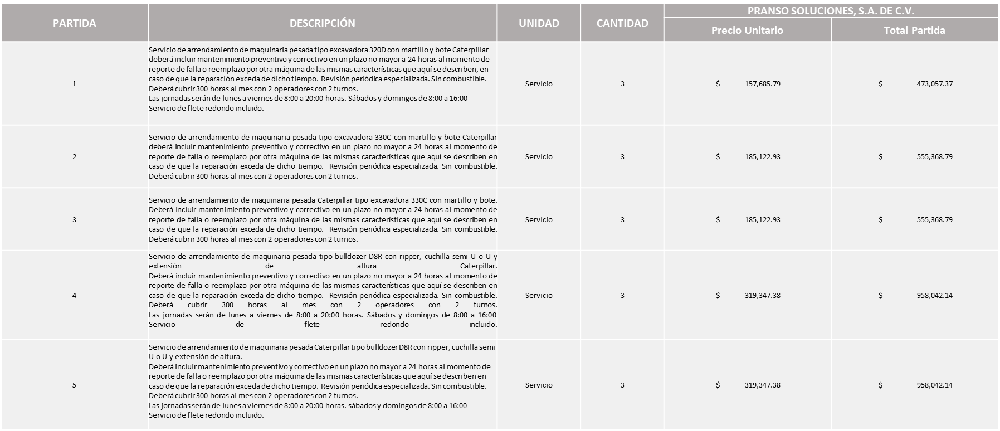 PARTIDA
DESCRIPCIÓN
UNIDAD
CANTIDAD
PRANSO SOLUCIONES, S.A. DE C.V.
Precio Unitario
Total Partida
1
Servicio de arrendamiento de maquinaria pesada tipo excavadora 320D con martillo y bote Caterpillar
deberá incluir mantenimiento preventivo y correctivo en un plazo no mayor a 24 horas al momento de
reporte de falla o reemplazo por otra máquina de las mismas características que aquí se describen, en
caso de que la reparación exceda de dicho tiempo. Revisión periódica especializada. Sin combustible.
Deberá cubrir 300 horas al mes con 2 operadores con 2 turnos.
Las jornadas serán de lunes a viernes de 8:00 a 20:00 horas. Sábados y domingos de 8:00 a 16:00
Servicio de flete redondo incluido.
Servicio
3
$ 157,685.79
$ 473,057.37
2
Servicio de arrendamiento de maquinaria pesada tipo excavadora 330C con martillo y bote Caterpillar
deberá incluir mantenimiento preventivo y correctivo en un plazo no mayor a 24 horas al momento de
reporte de falla o reemplazo por otra máquina de las mismas características que aquí se describen en
caso de que la reparación exceda de dicho tiempo. Revisión periódica especializada. Sin combustible.
Deberá cubrir 300 horas al mes con 2 operadores con 2 turnos.
Servicio
3
$ 185,122.93
$ 555,368.79
3
Servicio de arrendamiento de maquinaria pesada Caterpillar tipo excavadora 330C con martillo y bote.
Deberá incluir mantenimiento preventivo y correctivo en un plazo no mayor a 24 horas al momento de
reporte de falla o reemplazo por otra máquina de las mismas características que aquí se describen en
caso de que la reparación exceda de dicho tiempo. Revisión periódica especializada. Sin combustible.
Deberá cubrir 300 horas al mes con 2 operadores con 2 turnos.
Servicio
3
$ 185,122.93
$ 555,368.79
4
Servicio de arrendamiento de maquinaria pesada tipo bulldozer D8R con ripper, cuchilla semi U o U y
extensión de altura Caterpillar.
Deberá incluir mantenimiento preventivo y correctivo en un plazo no mayor a 24 horas al momento de
reporte de falla o reemplazo por otra máquina de las mismas características que aquí se describen en
caso de que la reparación exceda de dicho tiempo. Revisión periódica especializada. Sin combustible.
Deberá cubrir 300 horas al mes con 2 operadores con 2 turnos.
Las jornadas serán de lunes a viernes de 8:00 a 20:00 horas. Sábados y domingos de 8:00 a 16:00
Servicio de flete redondo incluido.
Servicio
3
$ 319,347.38
$ 958,042.14
5
Servicio de arrendamiento de maquinaria pesada Caterpillar tipo bulldozer D8R con ripper, cuchilla semi
U o U y extensión de altura.
Deberá incluir mantenimiento preventivo y correctivo en un plazo no mayor a 24 horas al momento de
reporte de falla o reemplazo por otra máquina de las mismas características que aquí se describen en
caso de que la reparación exceda de dicho tiempo. Revisión periódica especializada. Sin combustible.
Deberá cubrir 300 horas al mes con 2 operadores con 2 turnos.
Las jornadas serán de lunes a viernes de 8:00 a 20:00 horas. sábados y domingos de 8:00 a 16:00
Servicio de flete redondo incluido.
Servicio
3
$ 319,347.38
$ 958,042.14